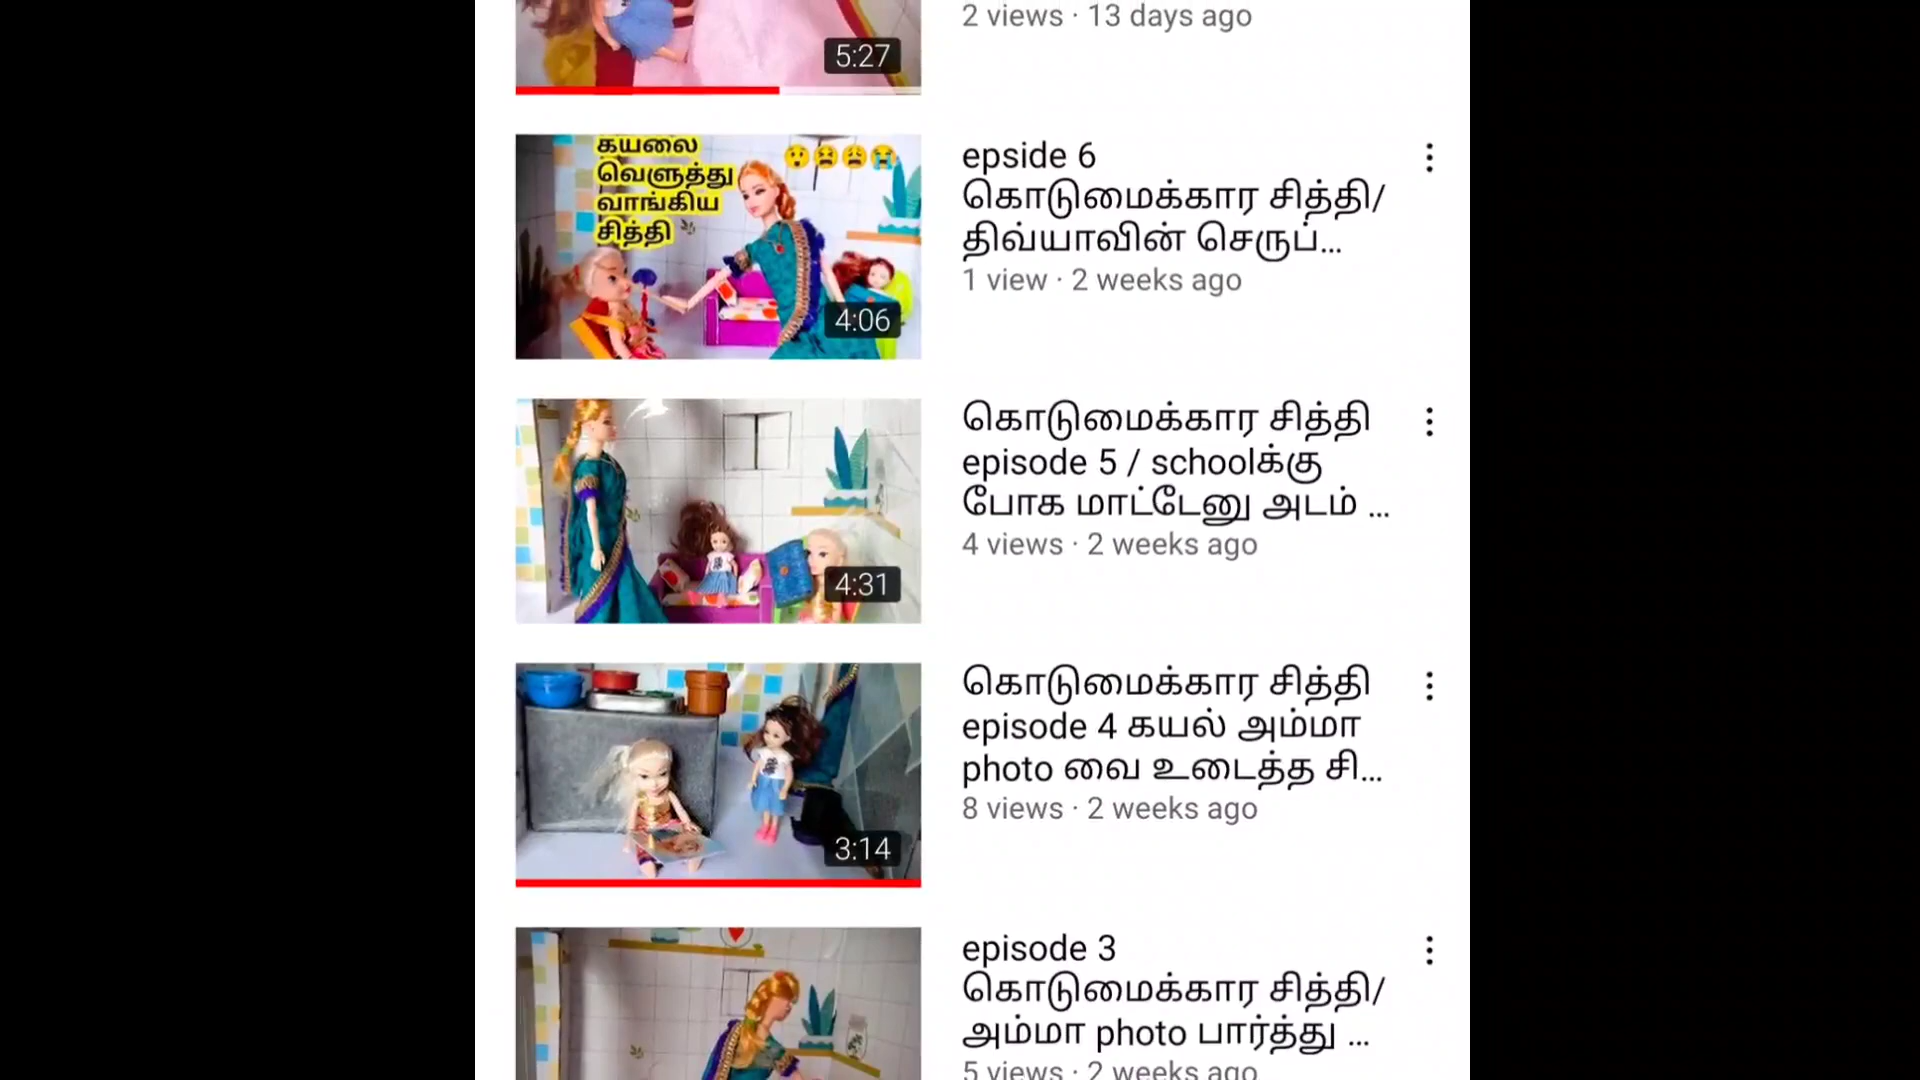 2 views · 13 days ago
5:27
கயலை
வெளுத்து
வாங்கிய
சித்தி
4:06
epside 6
கொடுமைக்கார சித்தி/
திவ்யாவின் செருப்...
1 view · 2 weeks ago
4:31
கொடுமைக்கார சித்தி
episode 5 / schoolக்கு
போக மாட்டேனு அடம் ...
4 views · 2 weeks ago
3:14
கொடுமைக்கார சித்தி
episode 4 கயல் அம்மா
photo வை உடைத்த சி...
8 views · 2 weeks ago
episode 3
கொடுமைக்கார சித்தி/
அம்மா photo பார்த்து ...
5 views · 2 weeks ago